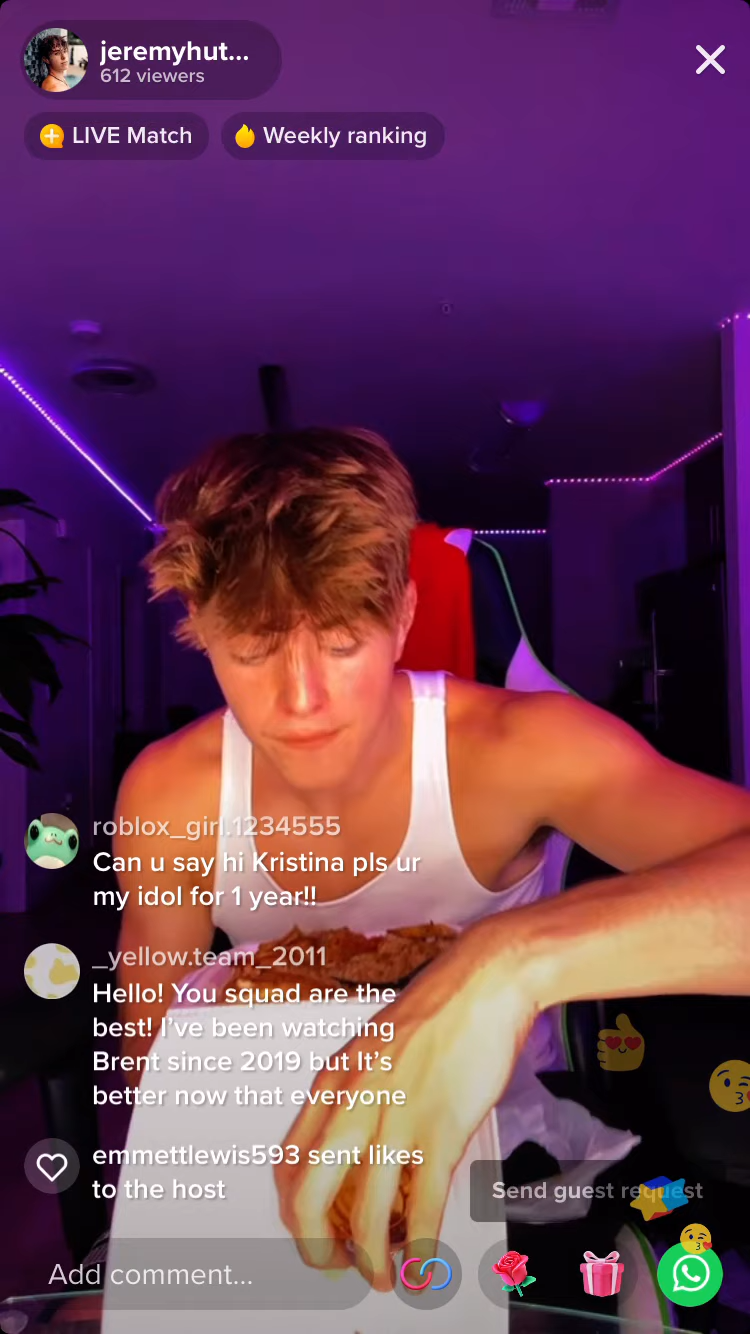 jeremyhut...
612 viewers
LIVE Match
Weekly ranking
roblox_girl.1234555
Can u say hi Kristina pls ur
my idol for 1 year!!
_yellow.team_2011
Hello! You squad are the
best! I've been watching
Brent since 2019 but It's
better now that everyone
emmettlewis593 sent likes
to the host
Send guest request
Add comment...